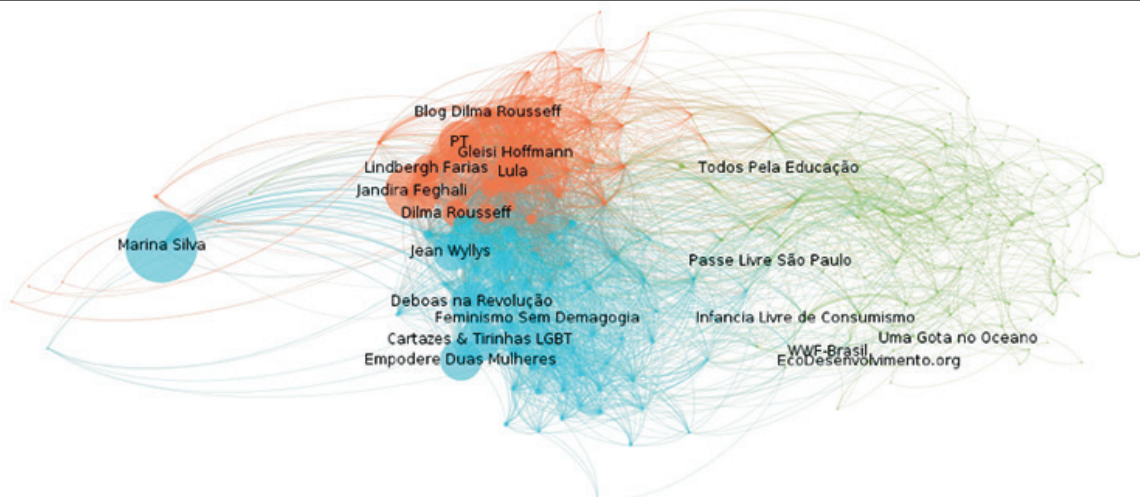 Blog Dilma Rousseff
PT
Gleisi Hoffmann
Lindbergh Farias
Lula
Todos Pela Educação
Jandira Feghali
Dilma Rousseff
Marina Silva
Jean Wyllys
Passe Livre São Paulo
Deboas na Revolução
Feminismo Sem Demagogia
Infancia Livre de Consumismo
Cartazes & Tirinhas LGBT
Uma Gota no Oceano
WWF-Brasil
Empodere Duas Mulheres
EcoDesenvolvimento.org